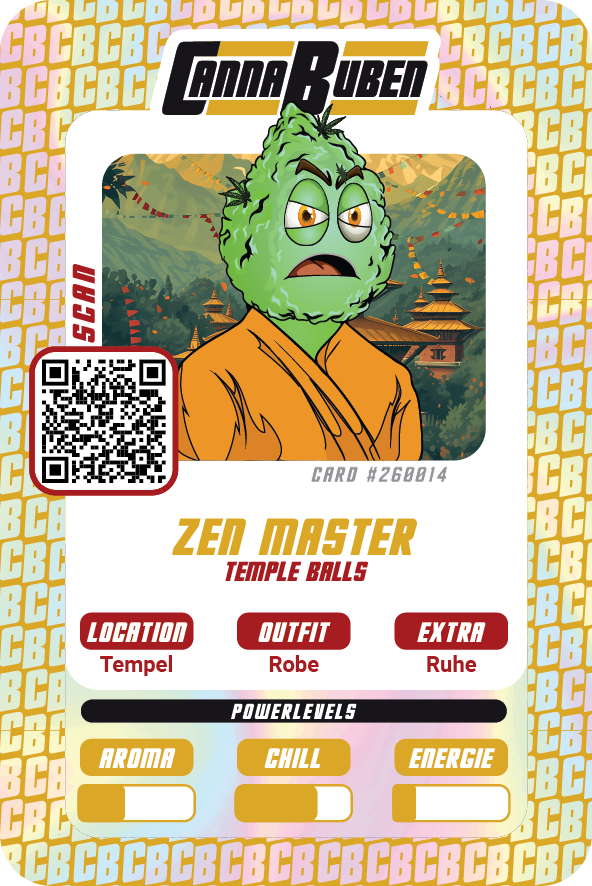 CANNABUBEN
SCAN
CARD #260014
ZEN MASTER
TEMPLE BALLS
LOCATION OUTFIT EXTRA
Tempel Robe Ruhe
POWERLEVELS
AROMA CHILL ENERGIE